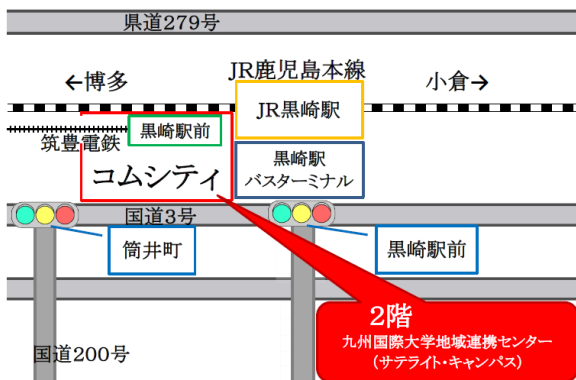 県道279号
JR鹿児島本線
←博多
小倉→
JR黒崎駅
黒崎駅前
筑豊電鉄
コムシティ
黒崎駅
バスターミナル
国道3号
筒井町
黒崎駅前
2階
九州国際大学地域連携センター
(サテライト・キャンパス)
国道200号